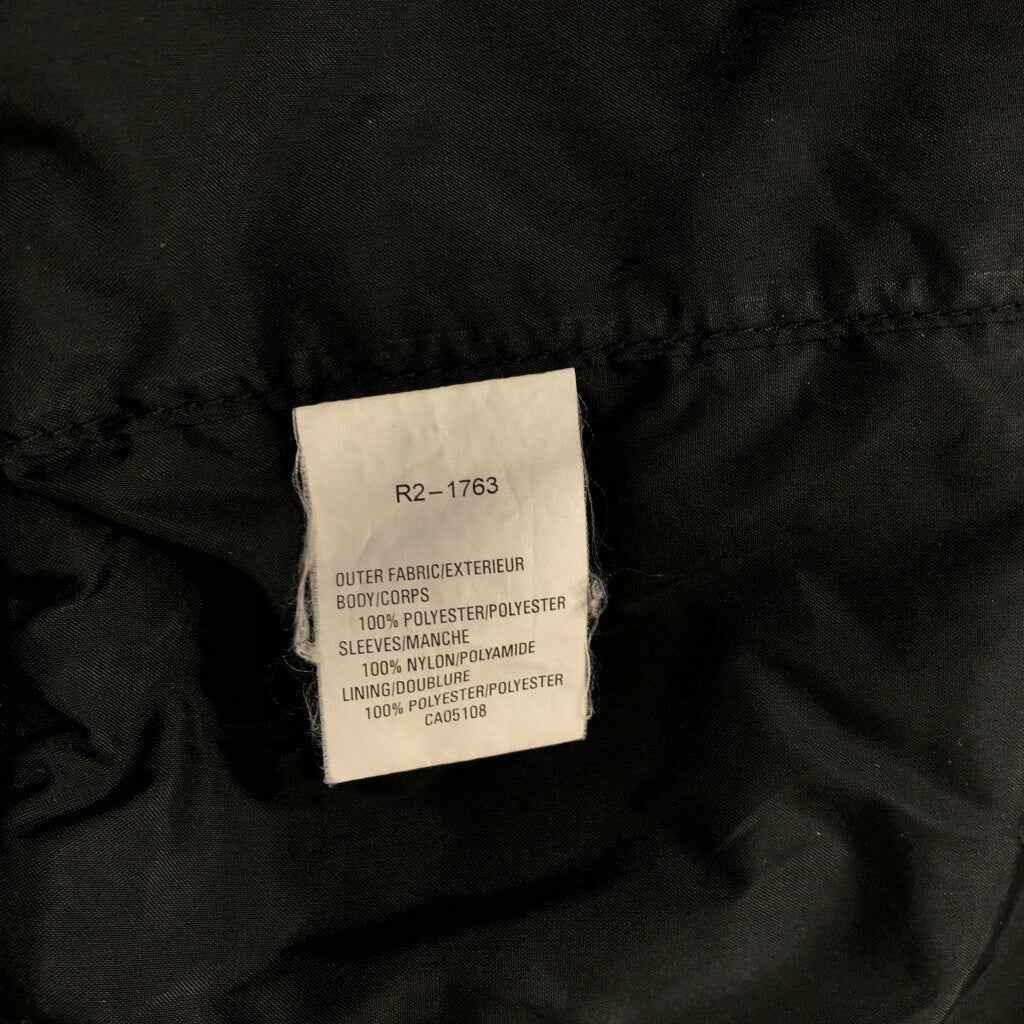 R2-1763
OUTER FABRIC/EXTERIEUR
BODY/CORPS
100% POLYESTER/POLYESTER
SLEEVES/MANCHE
100% NYLON/POLYAMIDE
LINING/DOUBLURE
100% POLYESTER/POLYESTER
CA05108